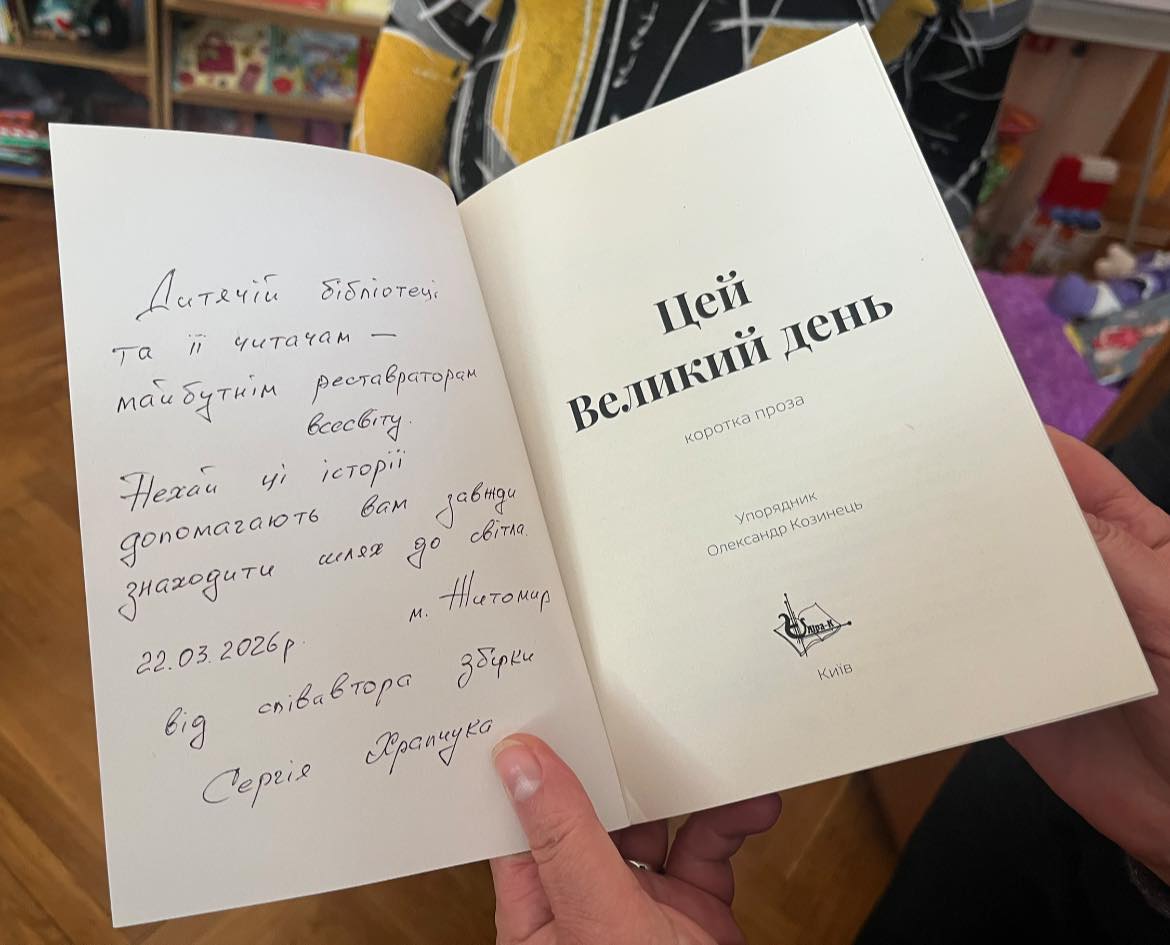 Дитячій бібліотеці
та її читачам —
майбутнім реставраторам
всесвіту.
Нехай ці історії
допомагають вам завжди
знаходити шлях до світла.
м. Житомир
22.03.2026р.
від співавтора збірки
Сергія Храпчука
Цей
Великий день
коротка проза
Упорядник
Олександр Козинець
Ліра-К
Київ